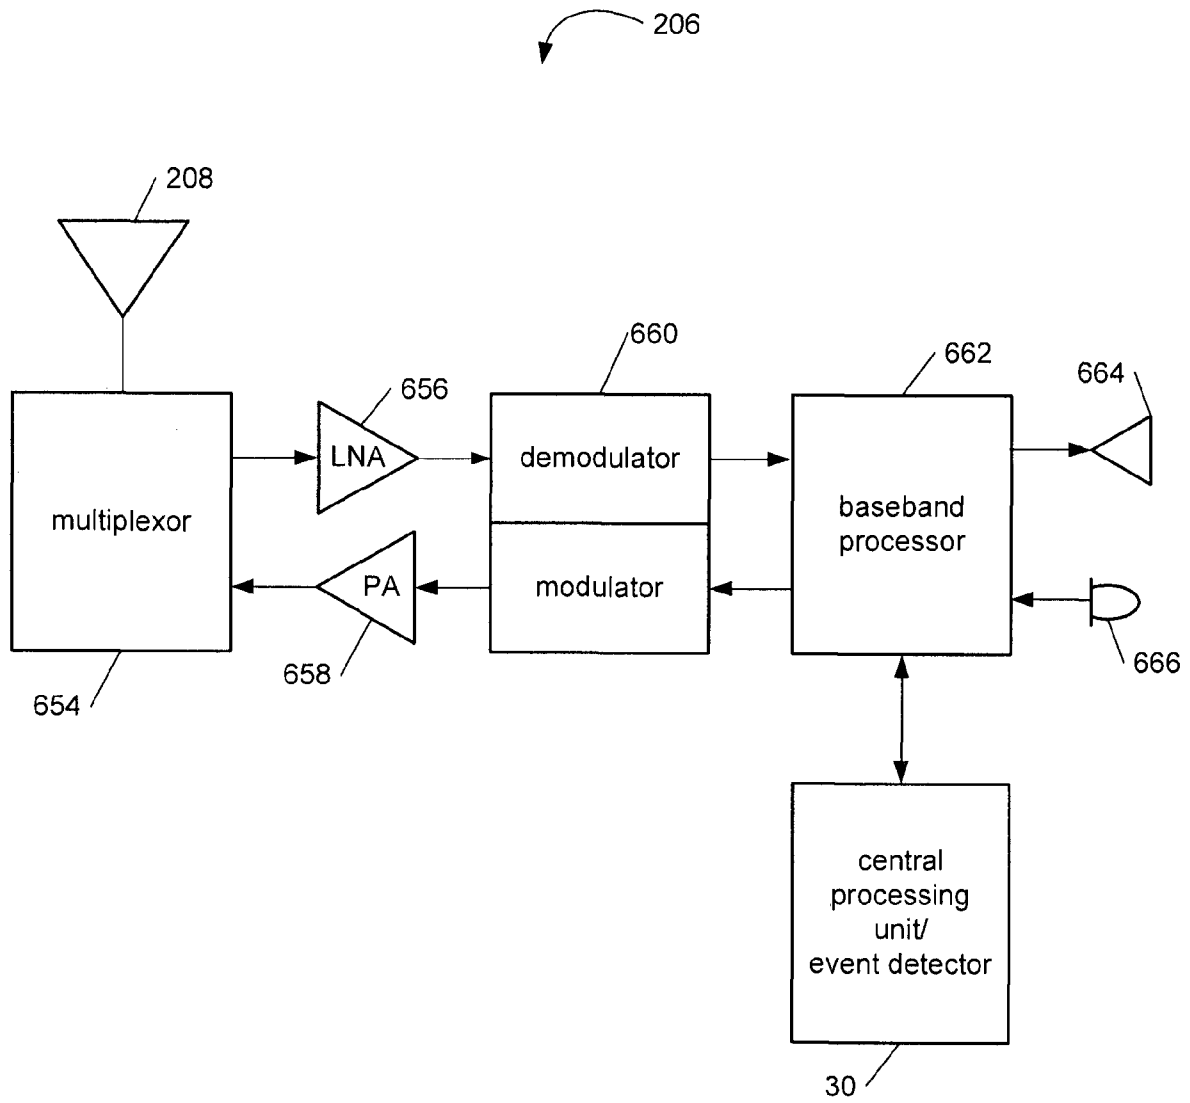 206
208
660
662
664
656
LNA
demodulator
multiplexor
baseband
processor
PA
modulator
658
666
654
central
processing
unit/
event detector
30